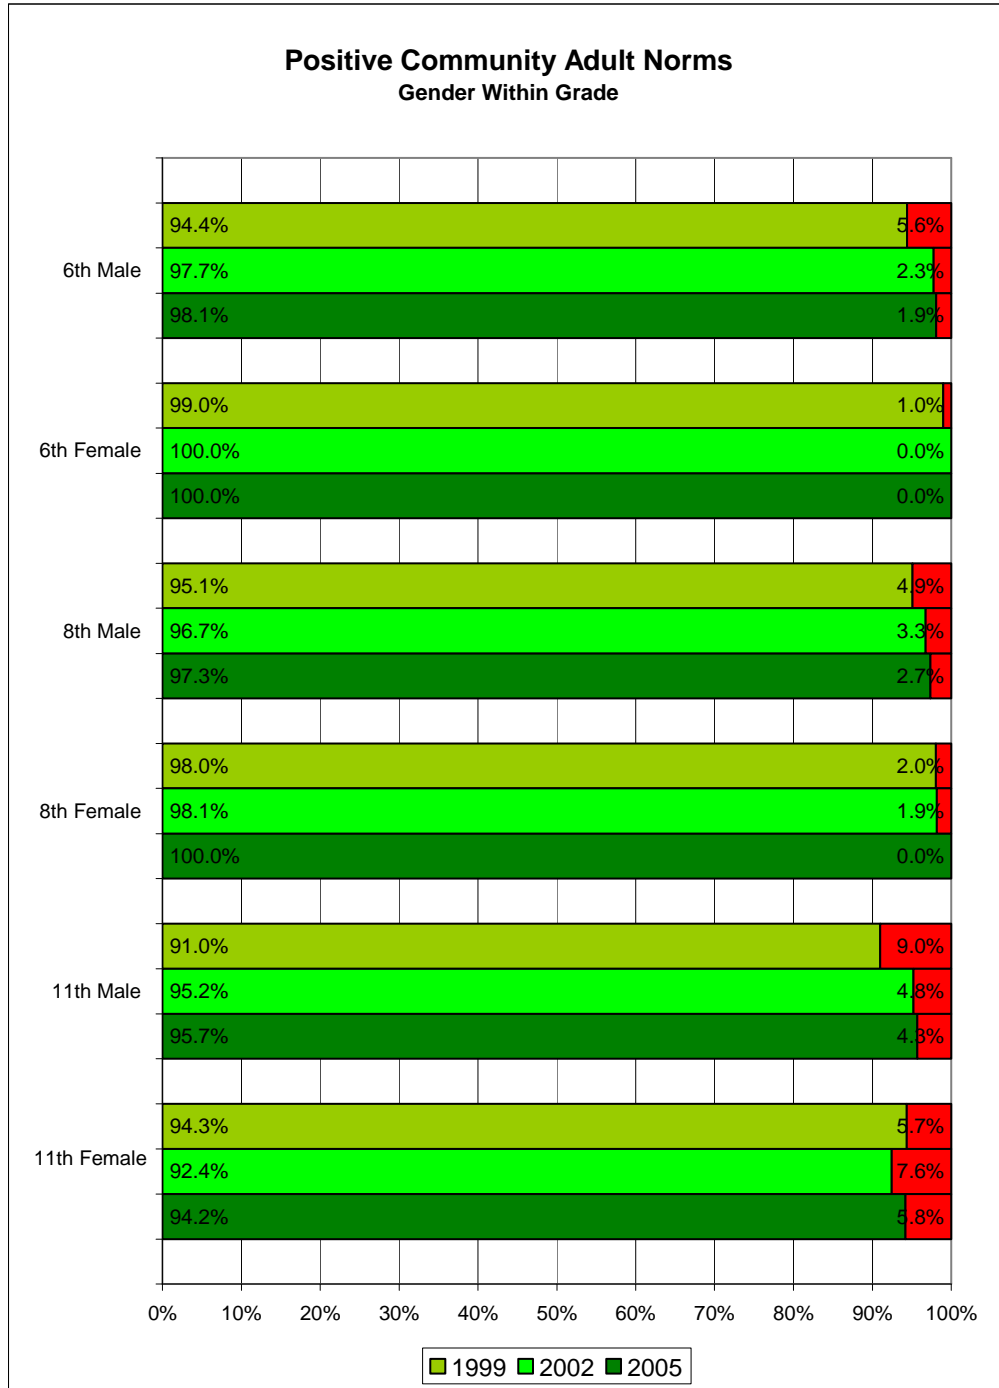 Positive Community Adult Norms
Gender Within Grade
94.4% 5.6%
6th Male 97.7% 2.3%
98.1% 1.9%
99.0% 1.0%
6th Female 100.0% 0.0%
100.0% 0.0%
95.1% 4.9%
8th Male 96.7% 3.3%
97.3% 2.7%
98.0% 2.0%
8th Female 98.1% 1.9%
100.0% 0.0%
91.0% 9.0%
11th Male 95.2% 4.8%
95.7% 4.3%
94.3% 5.7%
11th Female 92.4% 7.6%
94.2% 5.8%
0% 10% 20% 30% 40% 50% 60% 70% 80% 90% 100%
1999 2002 2005